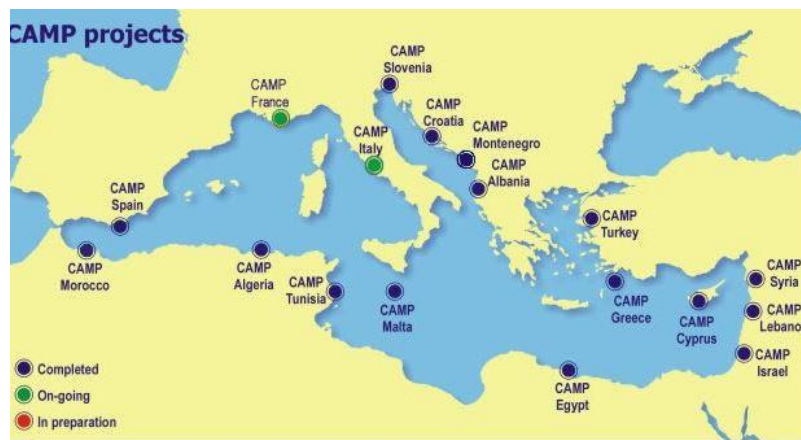 CAMP projects
CAMP
Slovenia
CAMP
France
CAMP
Croatia
CAMP
Italy
CAMP
Montenegro
CAMP
Albania
CAMP
Spain
CAMP
Turkey
CAMP
Morocco
CAMP
Algeria
CAMP
Tunisia
CAMP
Malta
CAMP
Greece
CAMP
Cyprus
CAMP
Syria
CAMP
Lebano
CAMP
Israel
CAMP
Egypt
Completed
On-going
In preparation